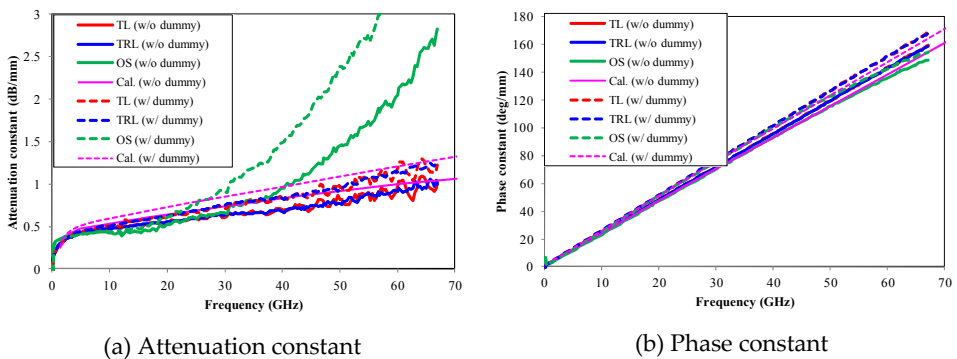 TL (w/o dummy)
TRL (w/o dummy)
OS (w/o dummy)
Cal. (w/o dummy)
TL (w/ dummy)
TRL (w/ dummy)
OS (w/ dummy)
Cal. (w/ dummy)
Attenuation constant (dB/mm)
3
2.5
2
1.5
1
0.5
0
0 10 20 30 40 50 60 70
Frequency (GHz)
(a) Attenuation constant
TL (w/o dummy)
TRL (w/o dummy)
OS (w/o dummy)
Cal. (w/o dummy)
TL (w/ dummy)
TRL (w/ dummy)
OS (w/ dummy)
Cal. (w/ dummy)
Phase constant (deg/mm)
180
160
140
120
100
80
60
40
20
0
0 10 20 30 40 50 60 70
Frequency (GHz)
(b) Phase constant